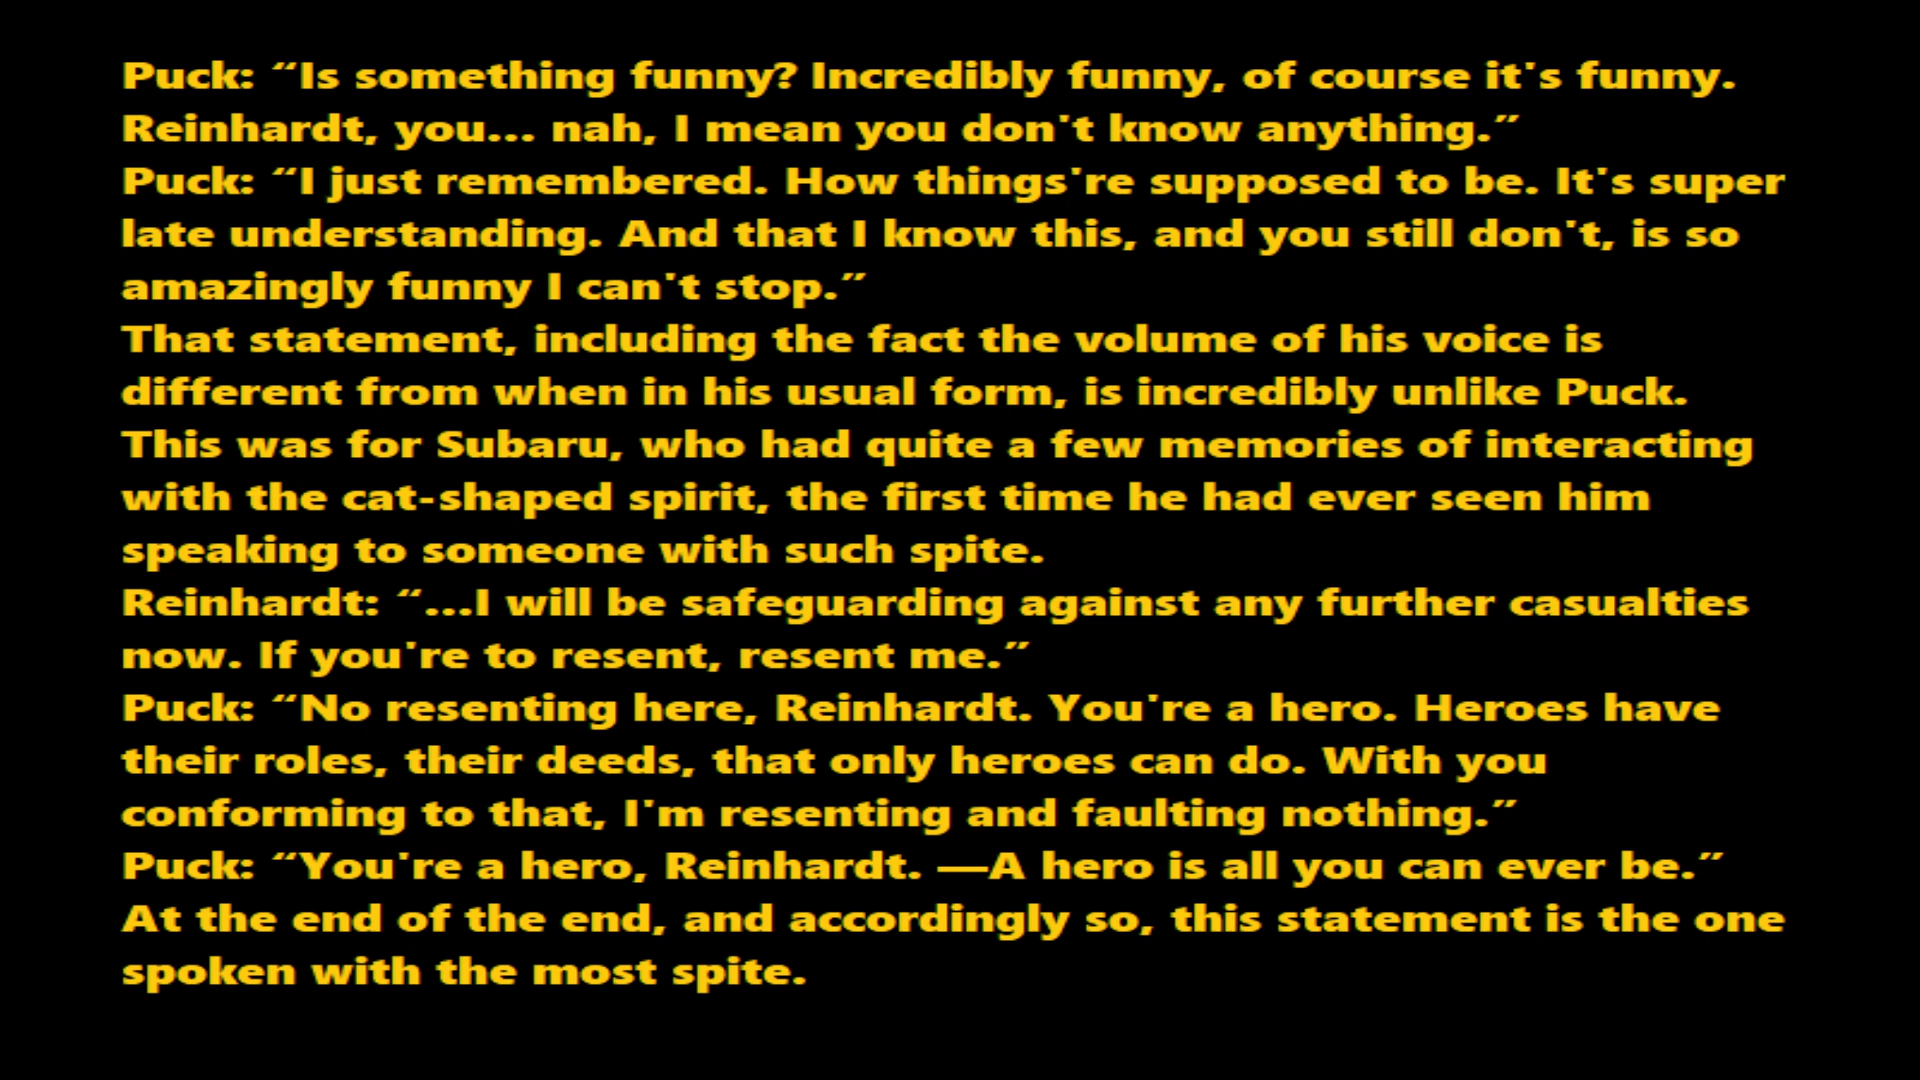 Puck: “Is something funny? Incredibly funny, of course it's funny.
Reinhardt, you... nah, I mean you don't know anything.”
Puck: “I just remembered. How things're supposed to be. It's super
late understanding. And that I know this, and you still don't, is so
amazingly funny I can't stop.”
That statement, including the fact the volume of his voice is
different from when in his usual form, is incredibly unlike Puck.
This was for Subaru, who had quite a few memories of interacting
with the cat-shaped spirit, the first time he had ever seen him
speaking to someone with such spite.
Reinhardt: “...I will be safeguarding against any further casualties
now. If you're to resent, resent me.”
Puck: “No resenting here, Reinhardt. You're a hero. Heroes have
their roles, their deeds, that only heroes can do. With you
conforming to that, I'm resenting and faulting nothing.”
Puck: “You're a hero, Reinhardt. —A hero is all you can ever be.”
At the end of the end, and accordingly so, this statement is the one
spoken with the most spite.